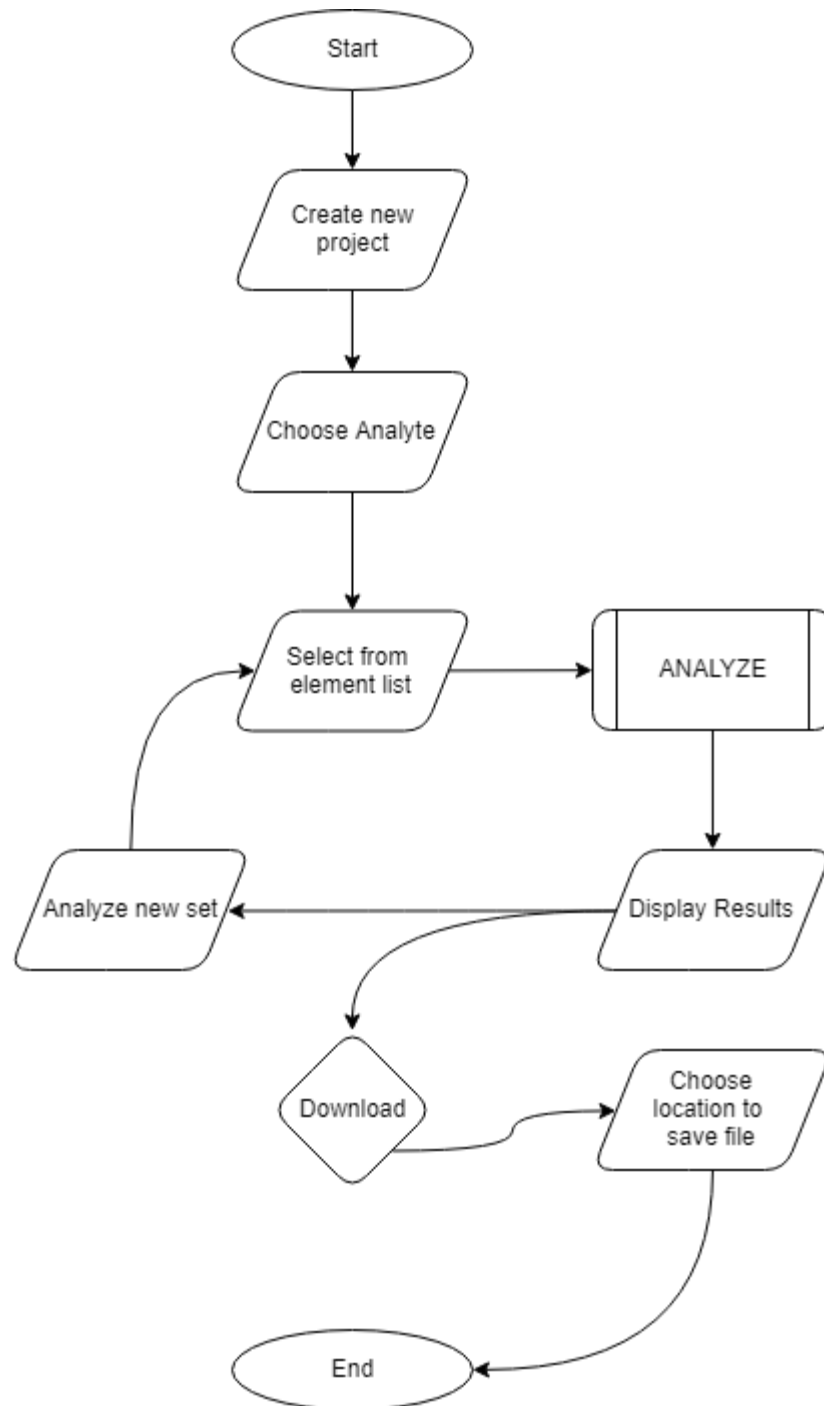 Start
Create new
project
Choose Analyte
Select from
element list
ANALYZE
Analyze new set
Display Results
Download
Choose
location to
save file
End